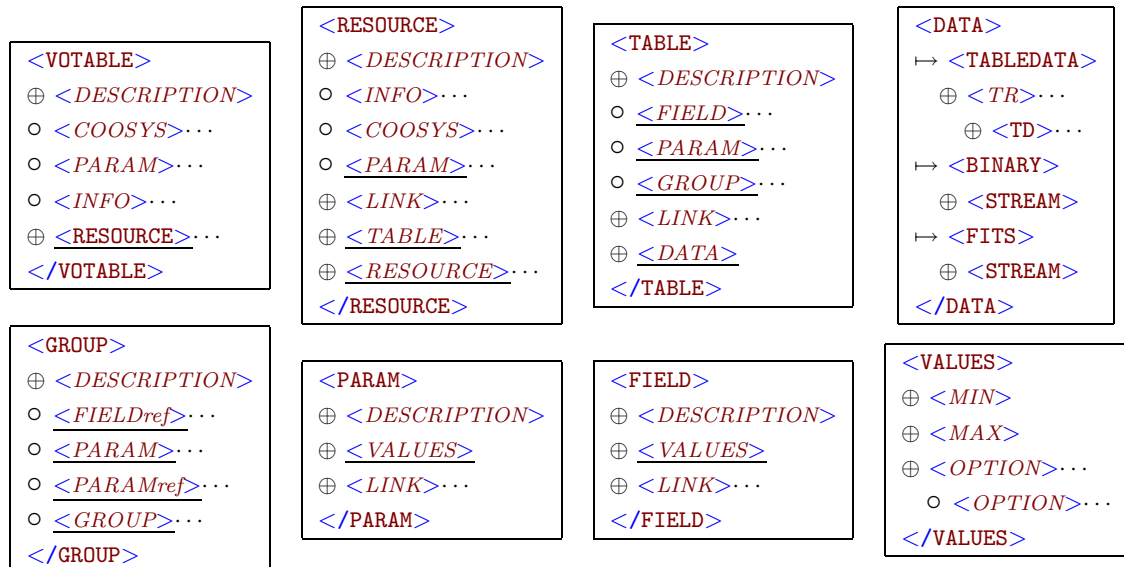 <VOTABLE>
⊕ <DESCRIPTION>
○ <COOSYS>···
○ <PARAM>···
○ <INFO>···
⊕ <RESOURCE>···
</VOTABLE>
<RESOURCE>
⊕ <DESCRIPTION>
○ <INFO>···
○ <COOSYS>···
○ <PARAM>···
⊕ <LINK>···
⊕ <TABLE>···
⊕ <RESOURCE>···
</RESOURCE>
<TABLE>
⊕ <DESCRIPTION>
○ <FIELD>···
○ <PARAM>···
○ <GROUP>···
⊕ <LINK>···
⊕ <DATA>
</TABLE>
<DATA>
↦ <TABLEDATA>
⊕ <TR>···
⊕ <TD>···
↦ <BINARY>
⊕ <STREAM>
↦ <FITS>
⊕ <STREAM>
</DATA>
<GROUP>
⊕ <DESCRIPTION>
○ <FIELDref>···
○ <PARAM>···
○ <PARAMref>···
○ <GROUP>···
</GROUP>
<PARAM>
⊕ <DESCRIPTION>
⊕ <VALUES>
⊕ <LINK>···
</PARAM>
<FIELD>
⊕ <DESCRIPTION>
⊕ <VALUES>
⊕ <LINK>···
</FIELD>
<VALUES>
⊕ <MIN>
⊕ <MAX>
⊕ <OPTION>···
○ <OPTION>···
</VALUES>